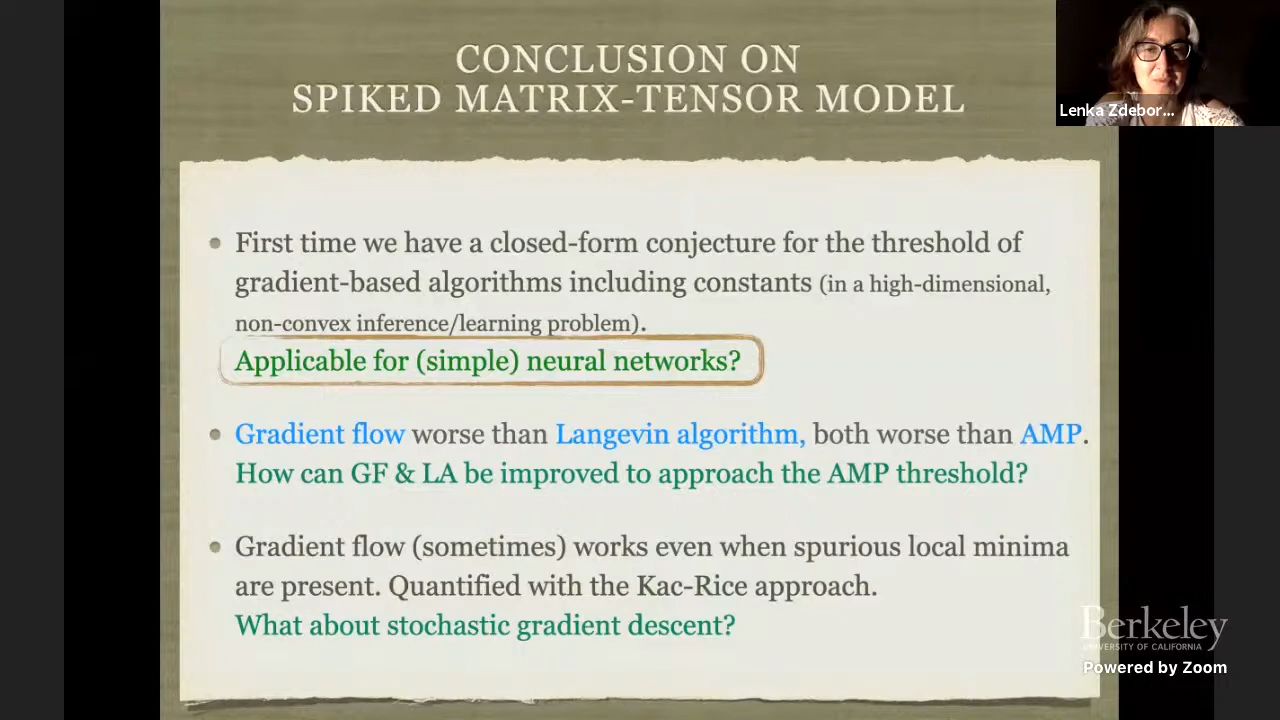 CONCLUSION ON
SPIKED MATRIX-TENSOR MODEL
Lenka Zdebor...
First time we have a closed-form conjecture for the threshold of
gradient-based algorithms including constants (in a high-dimensional,
non-convex inference/learning problem).
Applicable for (simple) neural networks?
Gradient flow worse than Langevin algorithm, both worse than AMP.
How can GF & LA be improved to approach the AMP threshold?
Gradient flow (sometimes) works even when spurious local minima
are present. Quantified with the Kac-Rice approach.
What about stochastic gradient descent?
Berkeley
UNIVERSITY OF CALIFORNIA
Powered by Zoom